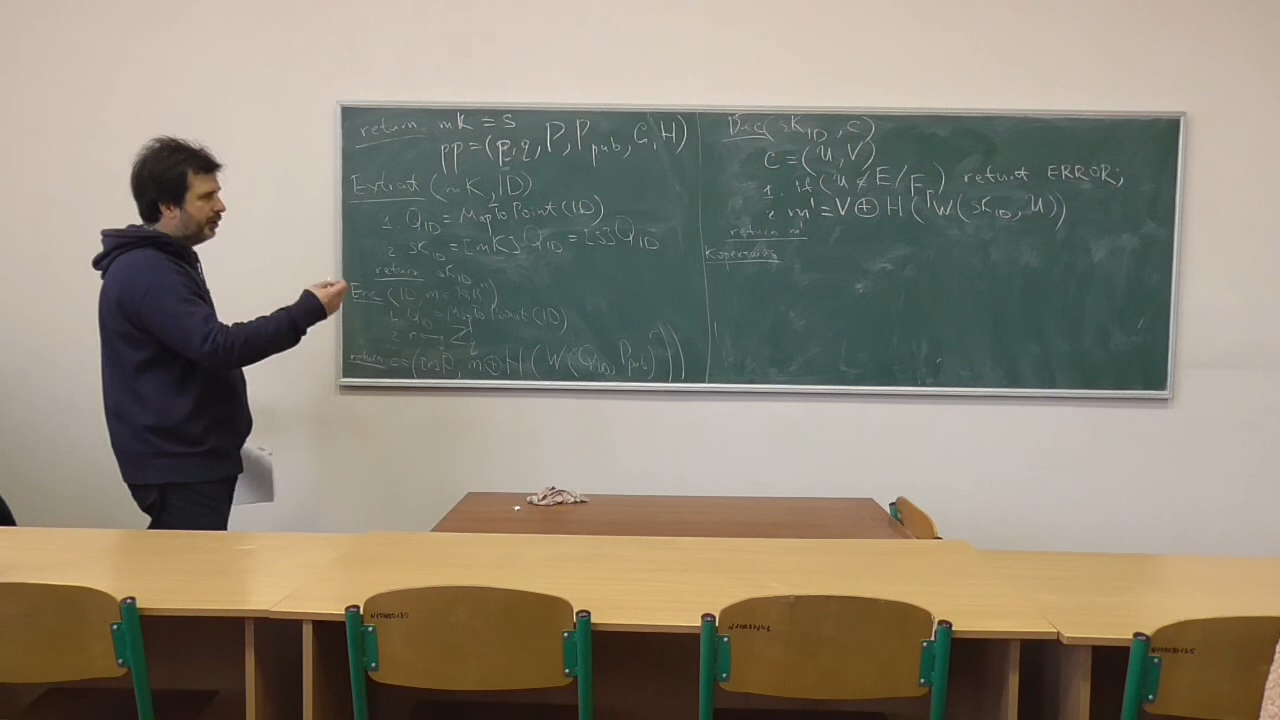 return mK = s
pp = (p, q, P, P_pub, G, H)
Extract (mK, ID)
1. Q_ID = MapToPoint(ID)
2. sK_ID = [mK] Q_ID = [s] Q_ID
return sK_ID
Enc (ID, m ∈
1. Q_ID = MapToPoint(ID)
2. r ← Z
return c = ([r]P, m ⊕ H (W(Q_ID, P_pub)^r))
Dec(sK_ID, c)
c = (U, V)
1. if (U ∉ E/F_p) return ERROR;
2. m' = V ⊕ H (W(sK_ID, U))
return m'